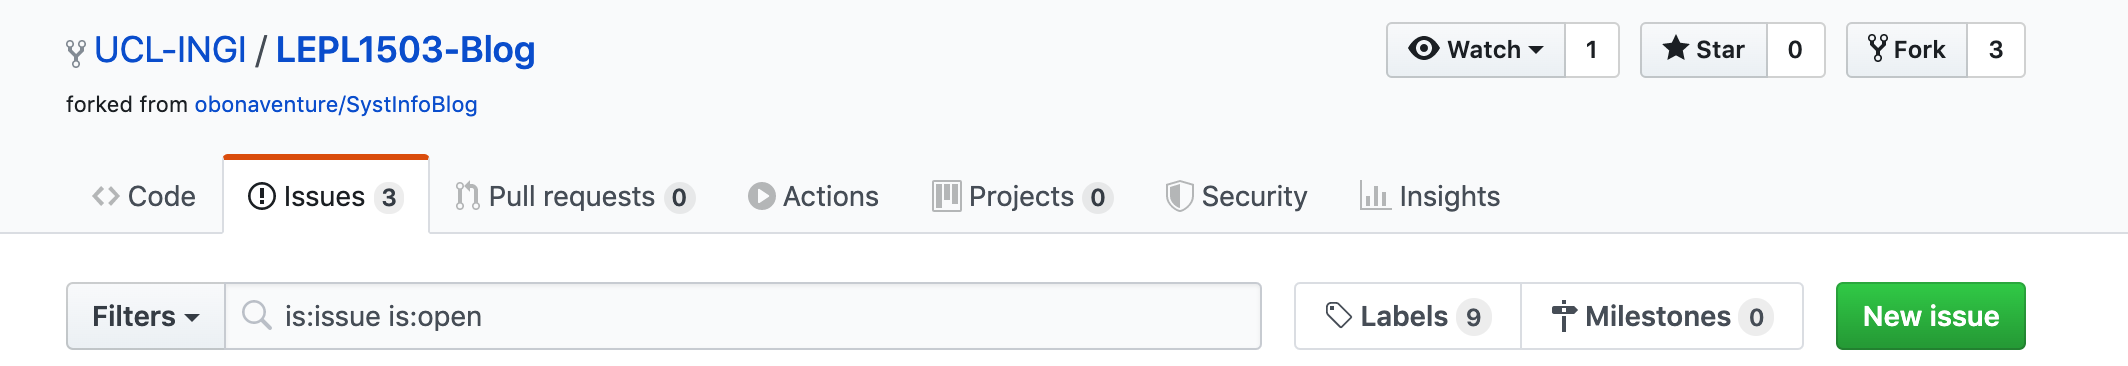 UCL-INGI / LEPL1503-Blog Watch 1 Star 0 Fork 3
forked from obonaventure/SystInfoBlog
Code Issues 3 Pull requests 0 Actions Projects 0 Security Insights
Filters is:issue is:open Labels 9 Milestones 0 New issue